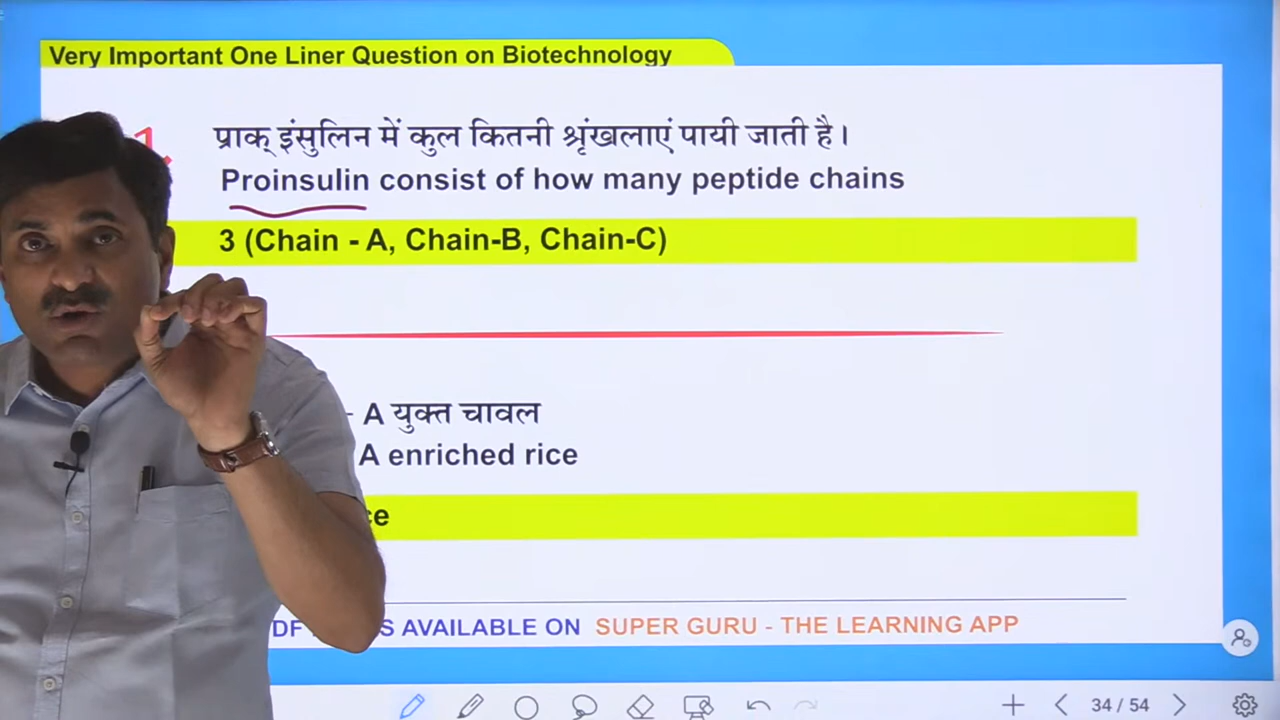 Very Important One Liner Question on Biotechnology
1.
प्राक् इंसुलिन में कुल कितनी श्रृंखलाएं पायी जाती है।
Proinsulin consist of how many peptide chains
3 (Chain - A, Chain-B, Chain-C)
- A युक्त चावल
A enriched rice
AVAILABLE ON SUPER GURU - THE LEARNING APP
34 / 54